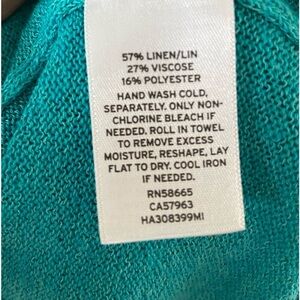 57% LINEN/LIN
27% VISCOSE
16% POLYESTER
HAND WASH COLD,
SEPARATELY. ONLY NON-
CHLORINE BLEACH IF
NEEDED. ROLL IN TOWEL
TO REMOVE EXCESS
MOISTURE, RESHAPE, LAY
FLAT TO DRY. COOL IRON
IF NEEDED.
RN58665
CA57963
HA308399MI